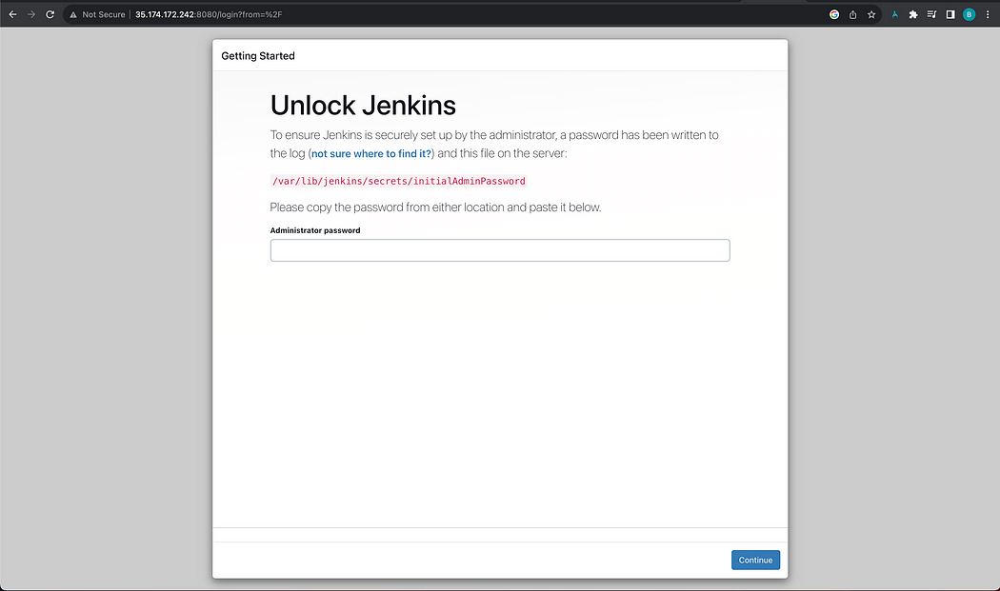 Not Secure | 35.174.172.242:8080/login?from=%2F
B
Getting Started
Unlock Jenkins
To ensure Jenkins is securely set up by the administrator, a password has been written to
the log (not sure where to find it?) and this file on the server:
/var/lib/jenkins/secrets/initialAdminPassword
Please copy the password from either location and paste it below.
Administrator password
Continue